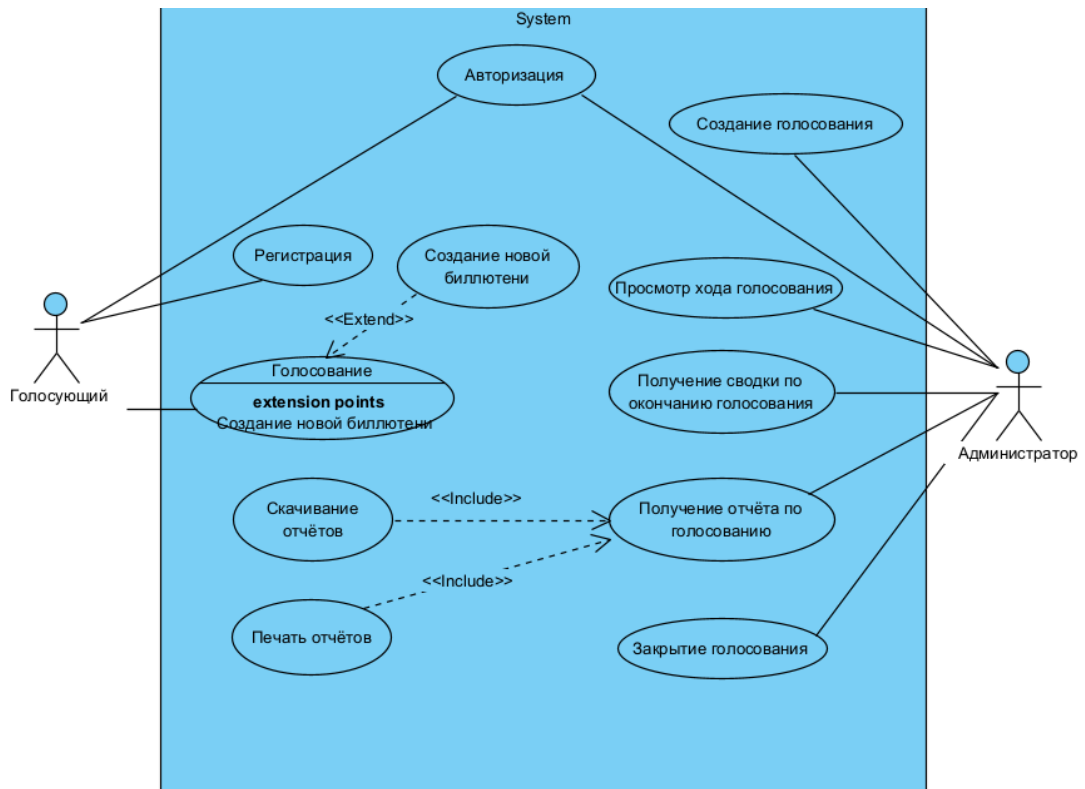 System
Авторизация
Создание голосования
Регистрация
Создание новой
биллютени
Просмотр хода голосования
<<Extend>>
Голосование
extension points
Создание новой биллютени
Голосующий
Получение сводки по
окончанию голосования
Администратор
Скачивание
отчётов
<<Include>>
Получение отчёта по
голосованию
<<Include>>
Печать отчётов
Закрытие голосования